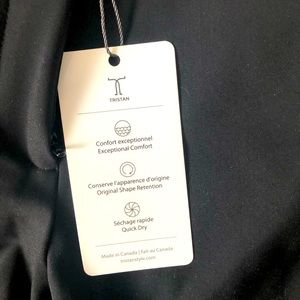 TRISTAN
Confort exceptionnel
Exceptional Comfort
Conserve l'apparence d'origine
Original Shape Retention
Séchage rapide
Quick Dry
Made in Canada | Fait au Canada
tristanstyle.com